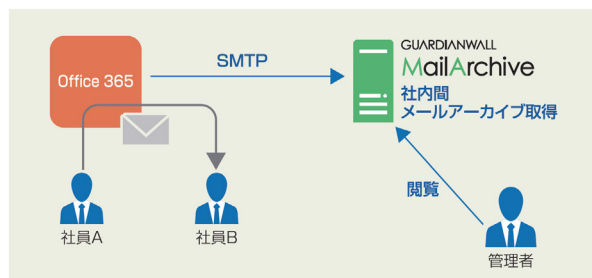 Office 365
SMTP
GUARDIANWALL
MailArchive
社内間
メールアーカイブ取得
閲覧
社員A
社員B
管理者